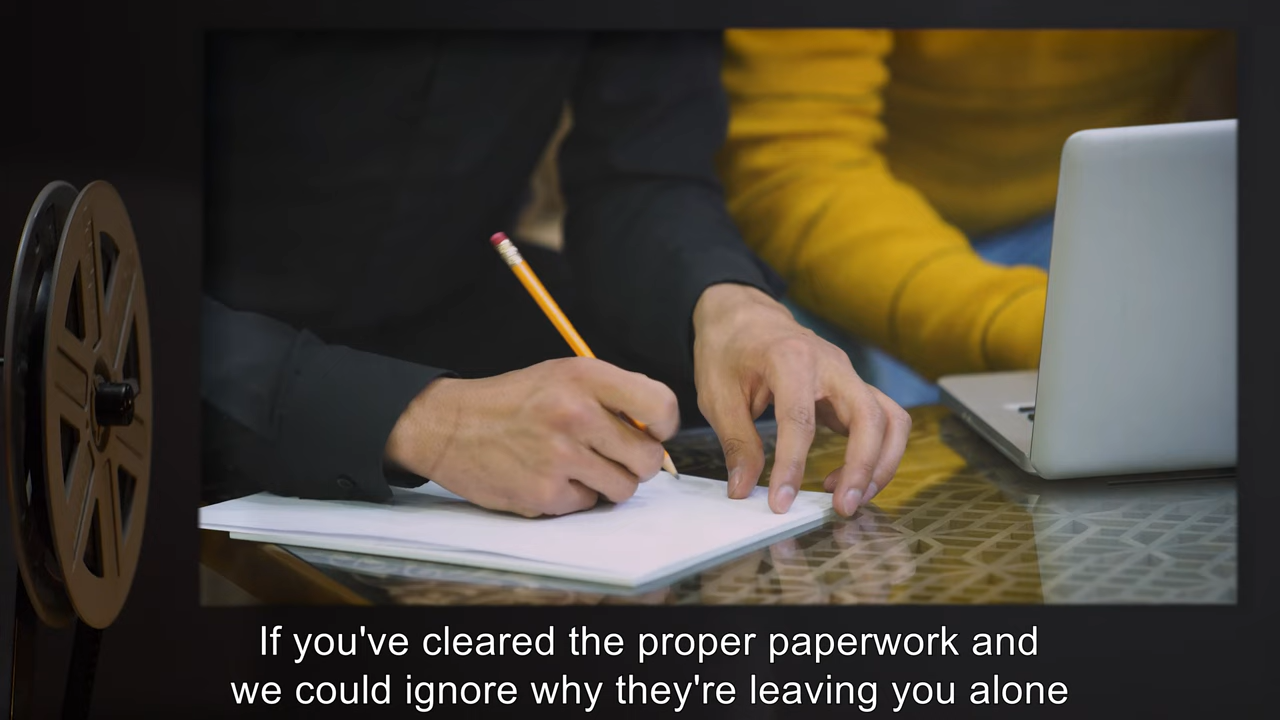 If you've cleared the proper paperwork and
we could ignore why they're leaving you alone